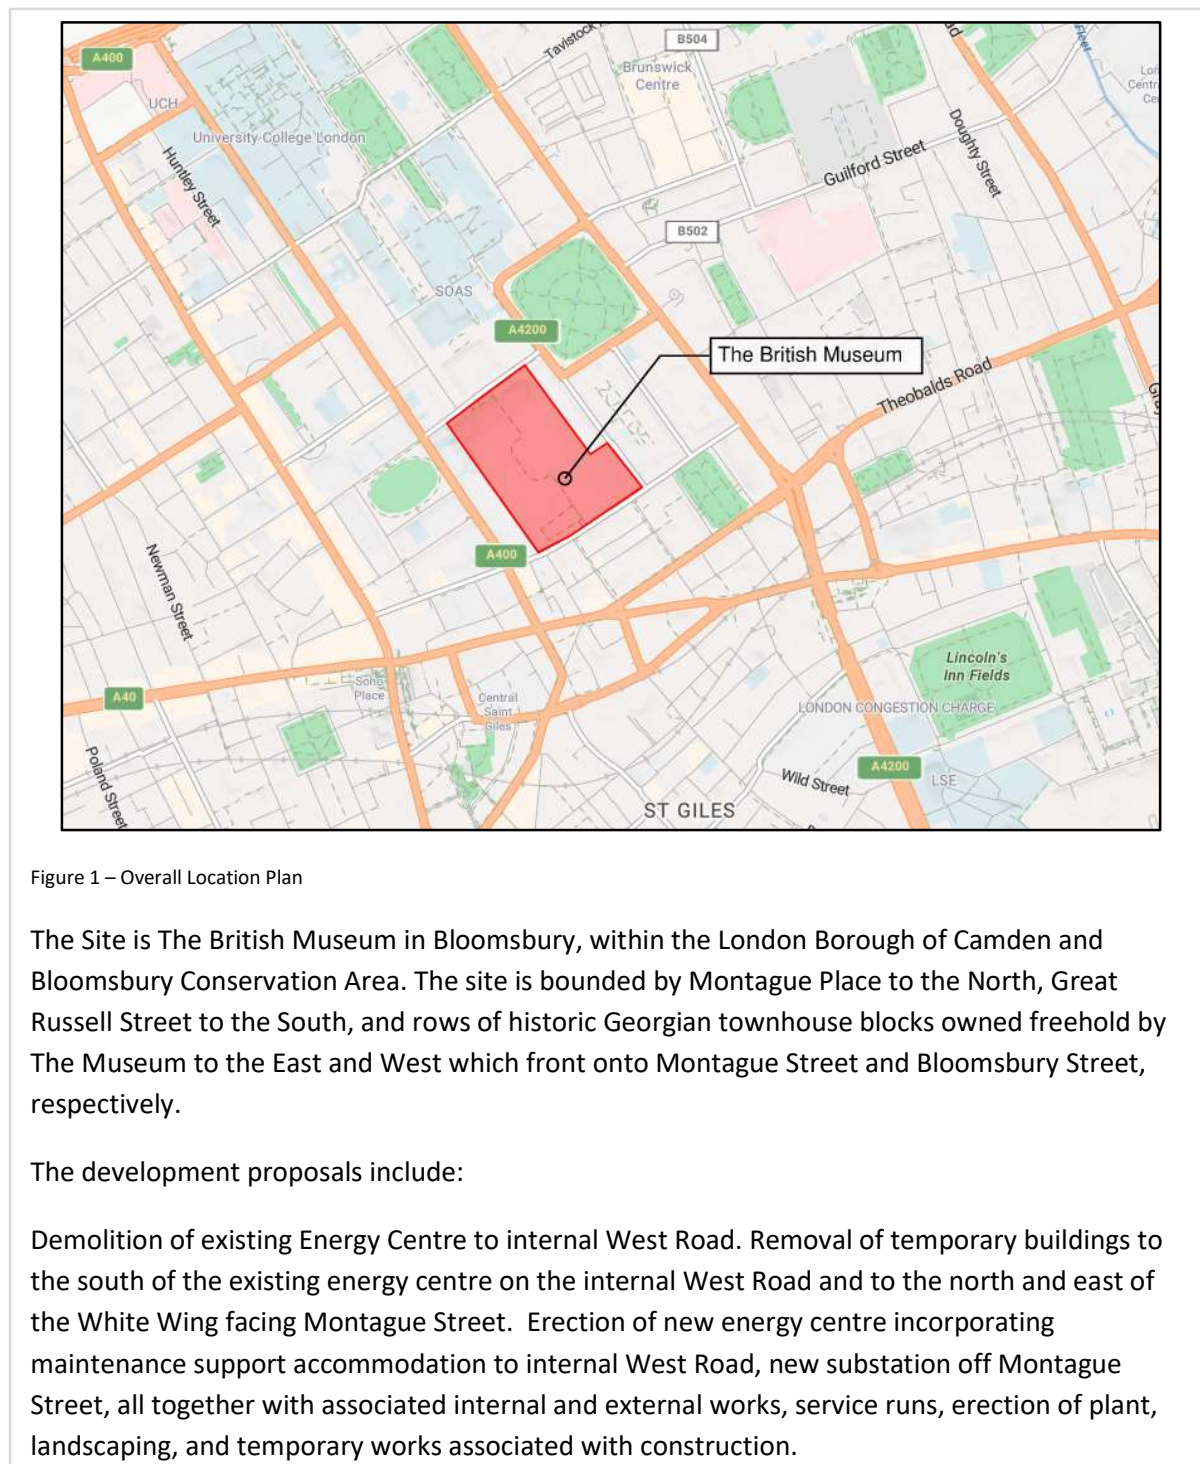 A400
B504
Brunswick
Centre
UCH
University College London
Huntley Street
Guilford Street
Doughty Street
B502
SOAS
A4200
The British Museum
Theobalds Road
A400
Newman Street
Lincoln's
Inn Fields
Soho
Place
Central
Saint
Giles
A40
LONDON CONGESTION CHARGE
Poland Street
Wild Street
A4200
LSE
ST GILES
Figure 1 – Overall Location Plan
The Site is The British Museum in Bloomsbury, within the London Borough of Camden and
Bloomsbury Conservation Area. The site is bounded by Montague Place to the North, Great
Russell Street to the South, and rows of historic Georgian townhouse blocks owned freehold by
The Museum to the East and West which front onto Montague Street and Bloomsbury Street,
respectively.
The development proposals include:
Demolition of existing Energy Centre to internal West Road. Removal of temporary buildings to
the south of the existing energy centre on the internal West Road and to the north and east of
the White Wing facing Montague Street.  Erection of new energy centre incorporating
maintenance support accommodation to internal West Road, new substation off Montague
Street, all together with associated internal and external works, service runs, erection of plant,
landscaping, and temporary works associated with construction.